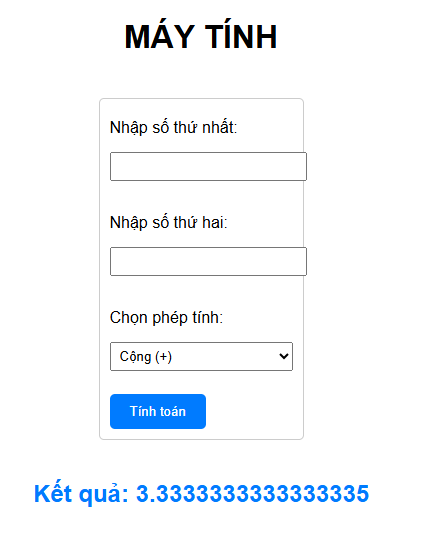 MÁY TÍNH
Nhập số thứ nhất:
Nhập số thứ hai:
Chọn phép tính:
Cộng (+)
Tính toán
Kết quả: 3.3333333333333335